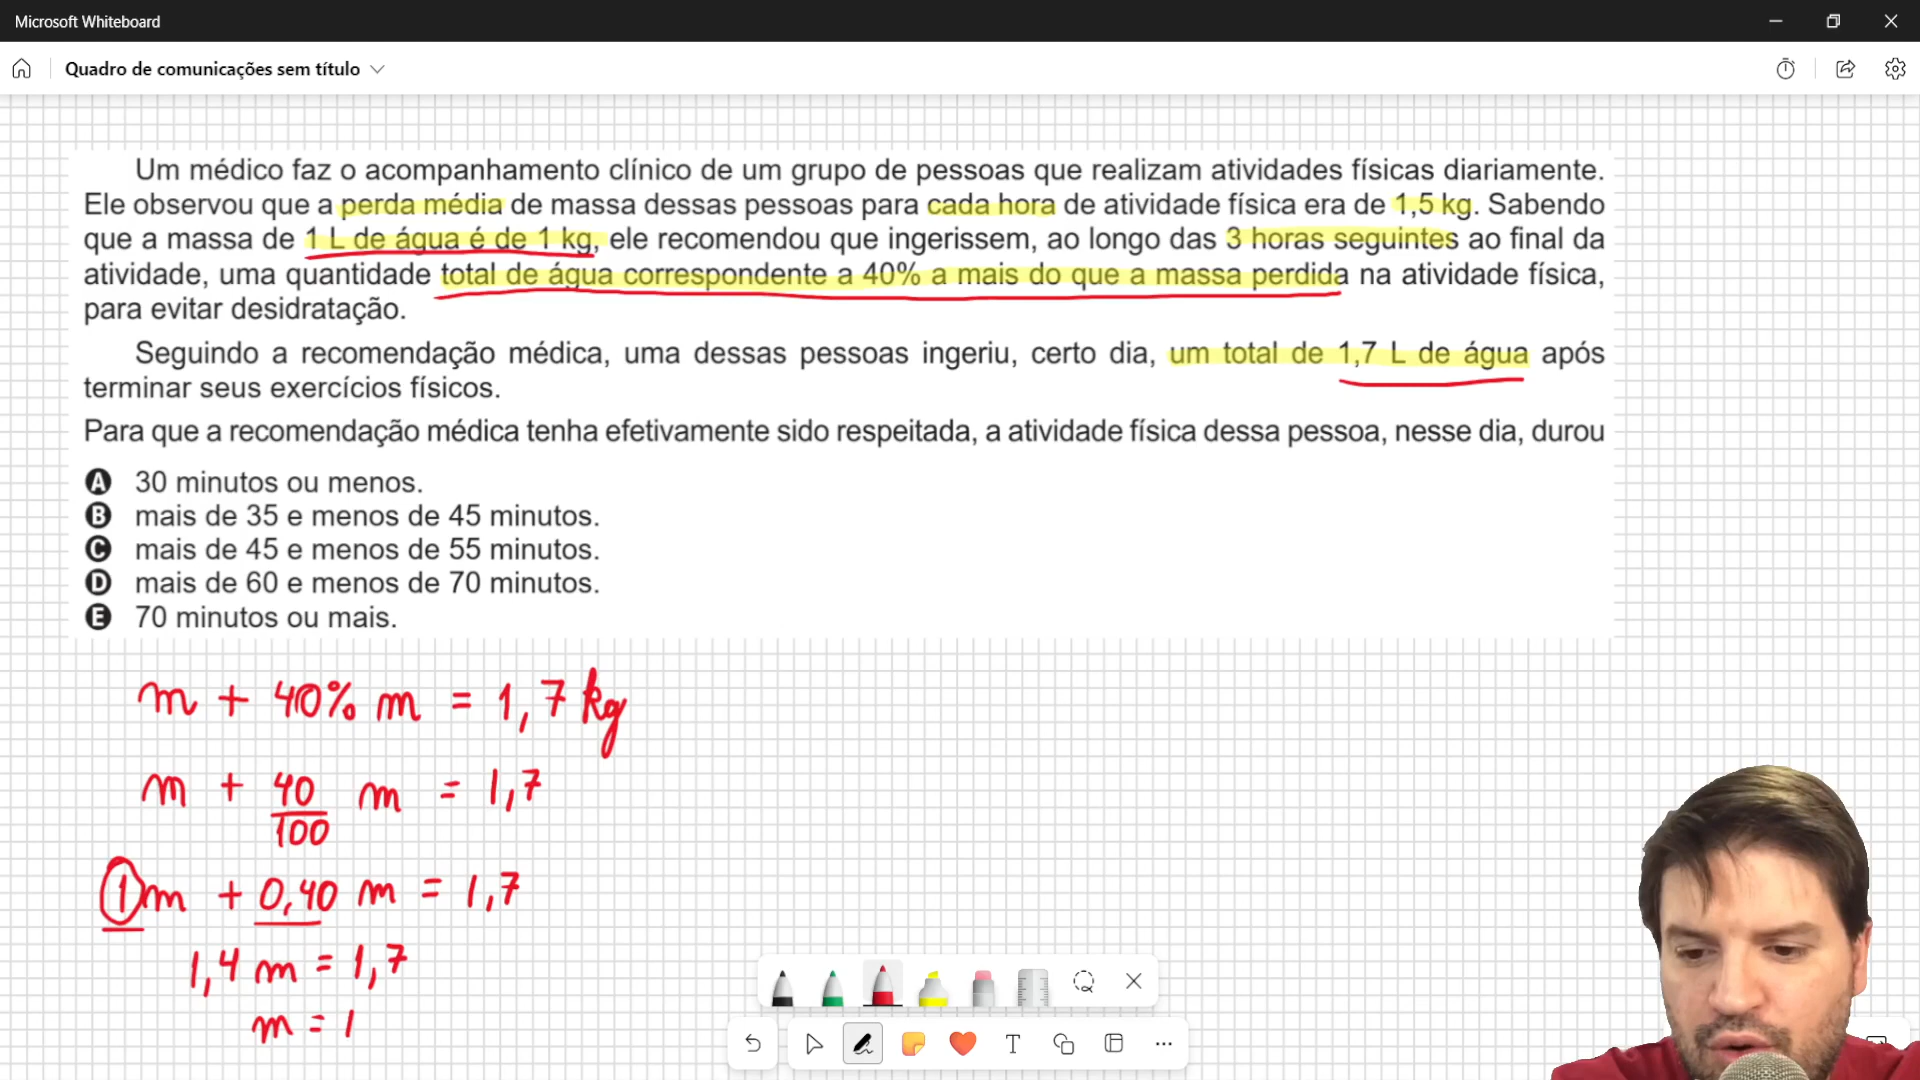 Microsoft Whiteboard
Quadro de comunicações sem título
Um médico faz o acompanhamento clínico de um grupo de pessoas que realizam atividades físicas diariamente.
Ele observou que a perda média de massa dessas pessoas para cada hora de atividade física era de 1,5 kg. Sabendo
que a massa de 1 L de água é de 1 kg, ele recomendou que ingerissem, ao longo das 3 horas seguintes ao final da
atividade, uma quantidade total de água correspondente a 40% a mais do que a massa perdida na atividade física,
para evitar desidratação.
Seguindo a recomendação médica, uma dessas pessoas ingeriu, certo dia, um total de 1,7 L de água após
terminar seus exercícios físicos.
Para que a recomendação médica tenha efetivamente sido respeitada, a atividade física dessa pessoa, nesse dia, durou
A 30 minutos ou menos.
B mais de 35 e menos de 45 minutos.
C mais de 45 e menos de 55 minutos.
D mais de 60 e menos de 70 minutos.
E 70 minutos ou mais.
m + 40% m = 1,7 kg
m + 40/100 m = 1,7
1m + 0,40 m = 1,7
1,4 m = 1,7
m = 1